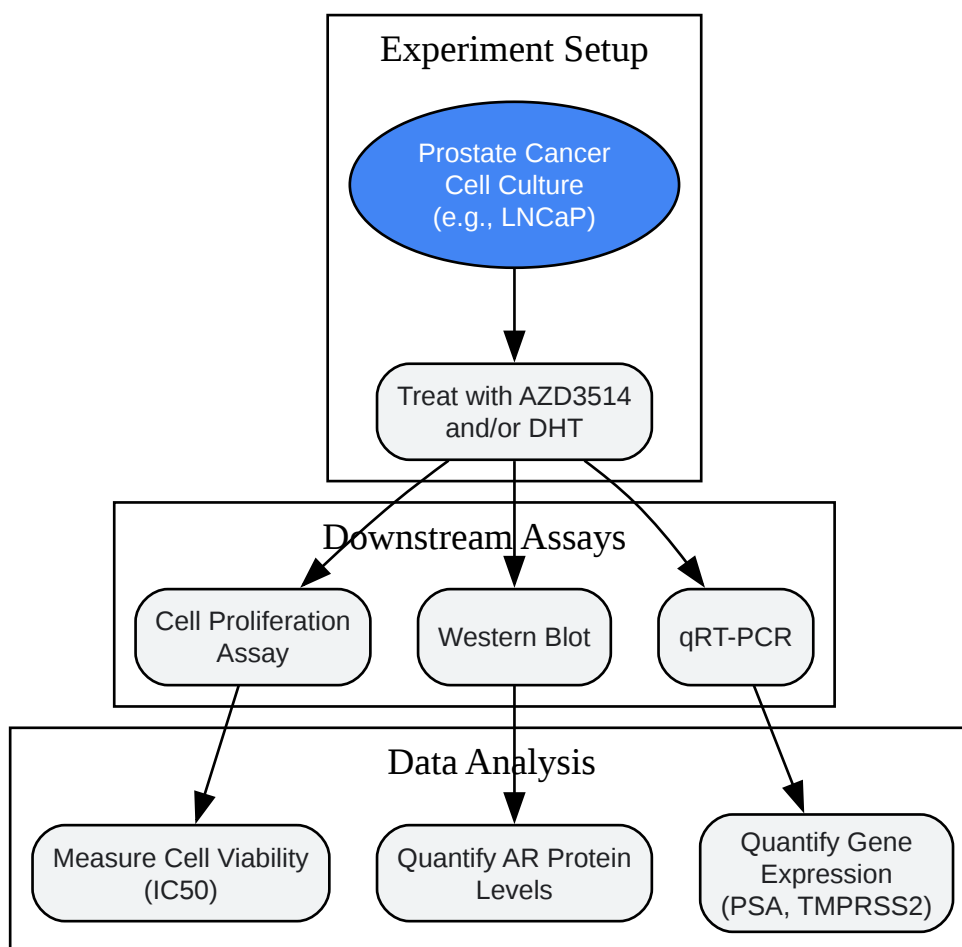 Experiment Setup
Prostate Cancer
Cell Culture
(e.g., LNCaP)
Treat with AZD3514
and/or DHT
Downstream Assays
Cell Proliferation
Assay
Western Blot
qRT-PCR
Data Analysis
Measure Cell Viability
(IC50)
Quantify AR Protein
Levels
Quantify Gene
Expression
(PSA, TMPRSS2)